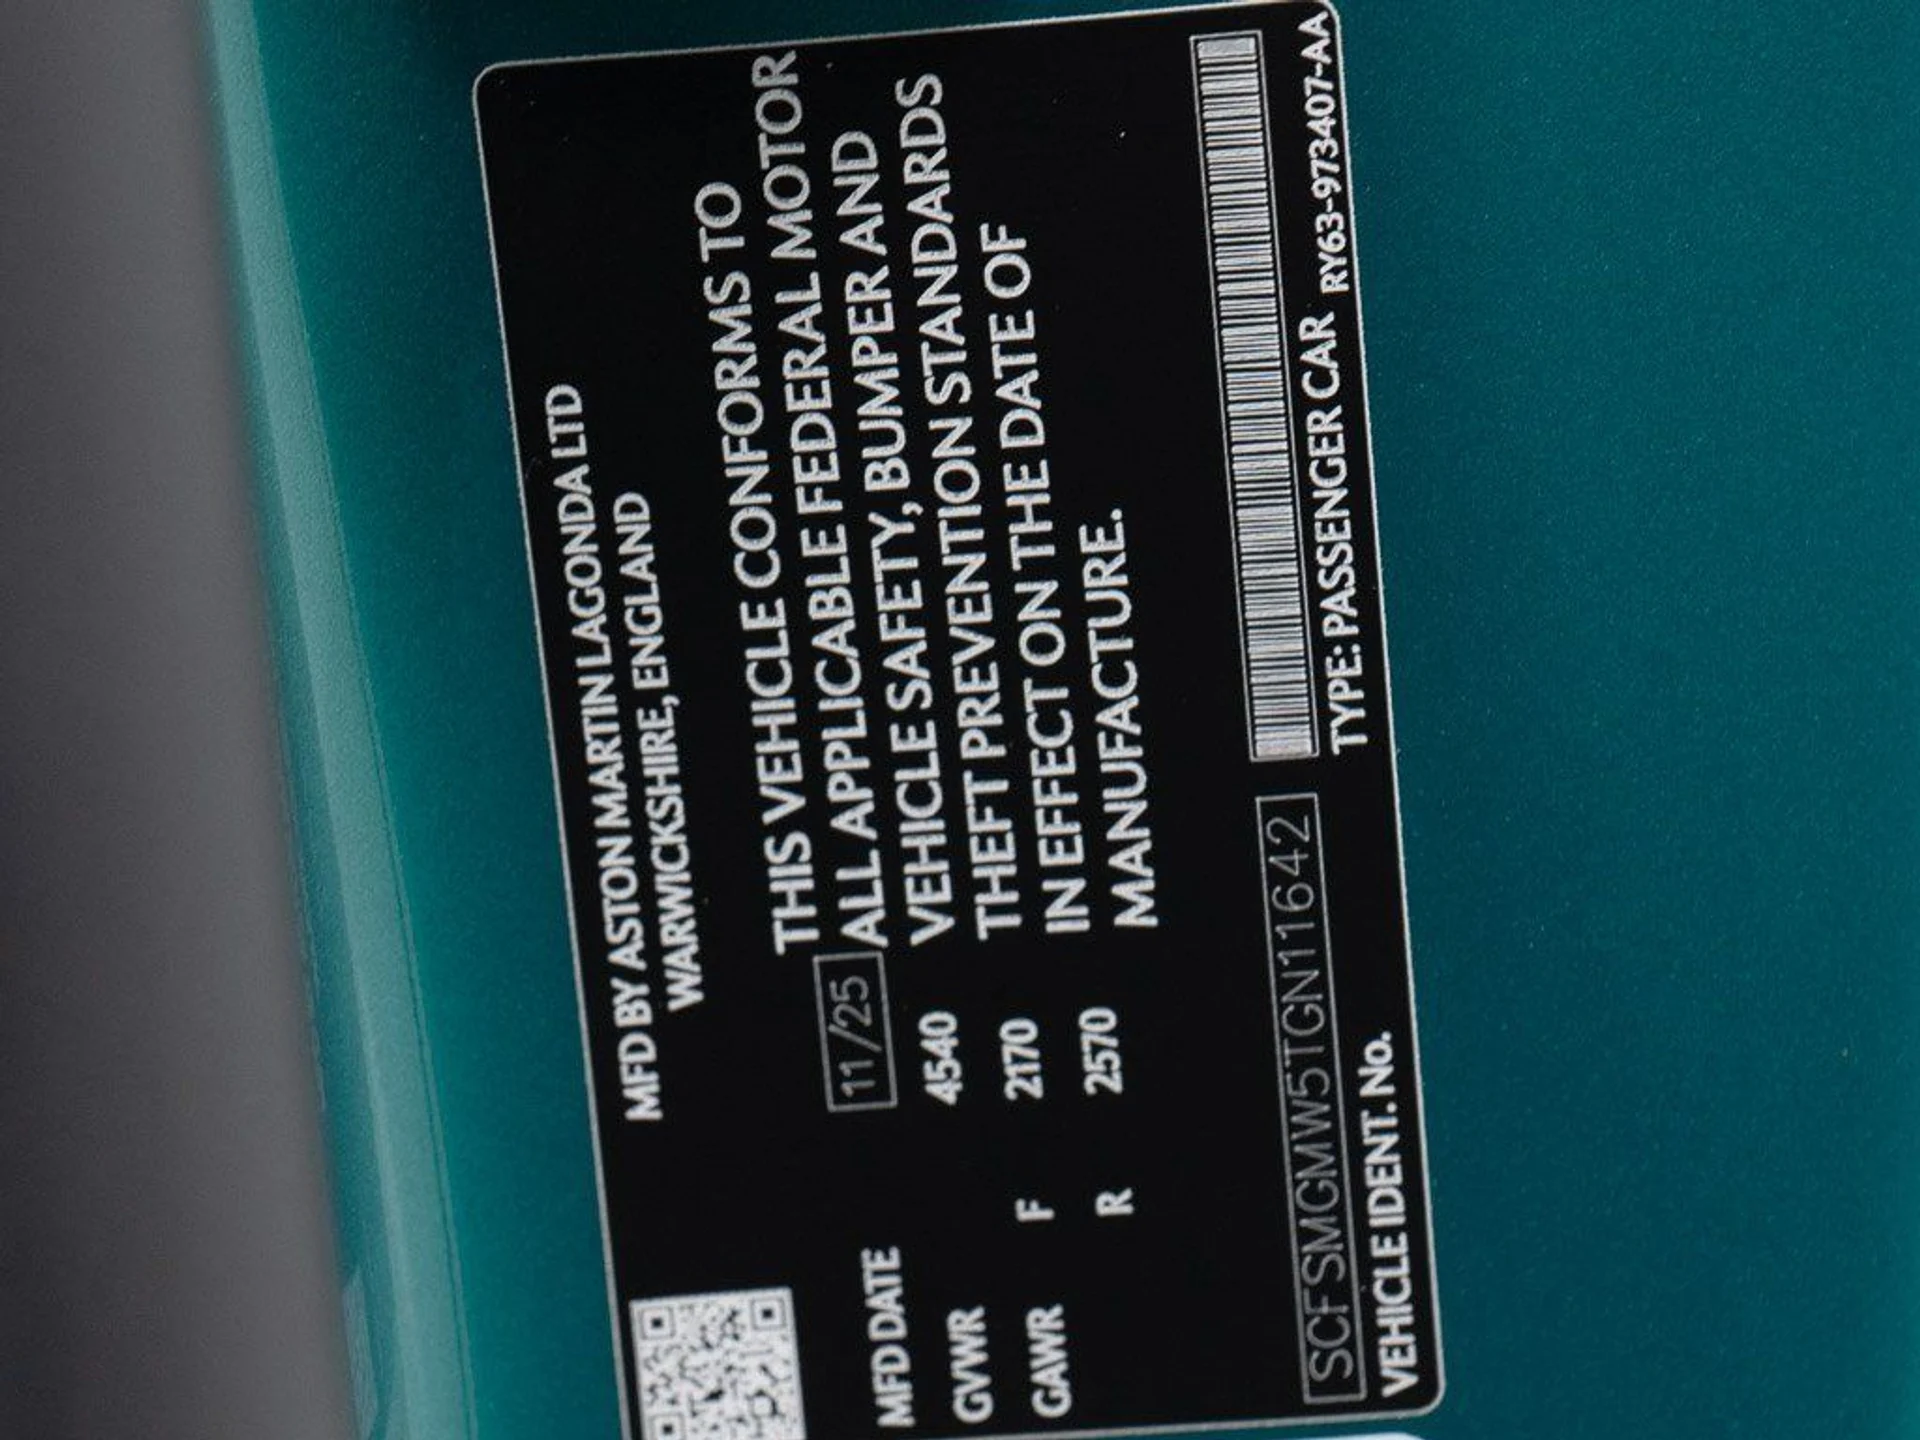 MFD BY ASTON MARTIN LAGONDA LTD
WARWICKSHIRE, ENGLAND
MFD DATE 11/25
GVWR 4540
GAWR F 2170
R 2570
THIS VEHICLE CONFORMS TO
ALL APPLICABLE FEDERAL MOTOR
VEHICLE SAFETY, BUMPER AND
THEFT PREVENTION STANDARDS
IN EFFECT ON THE DATE OF
MANUFACTURE.
SCFSMGMW5TGN11642
VEHICLE IDENT. No.
TYPE: PASSENGER CAR RY63-973407-AA